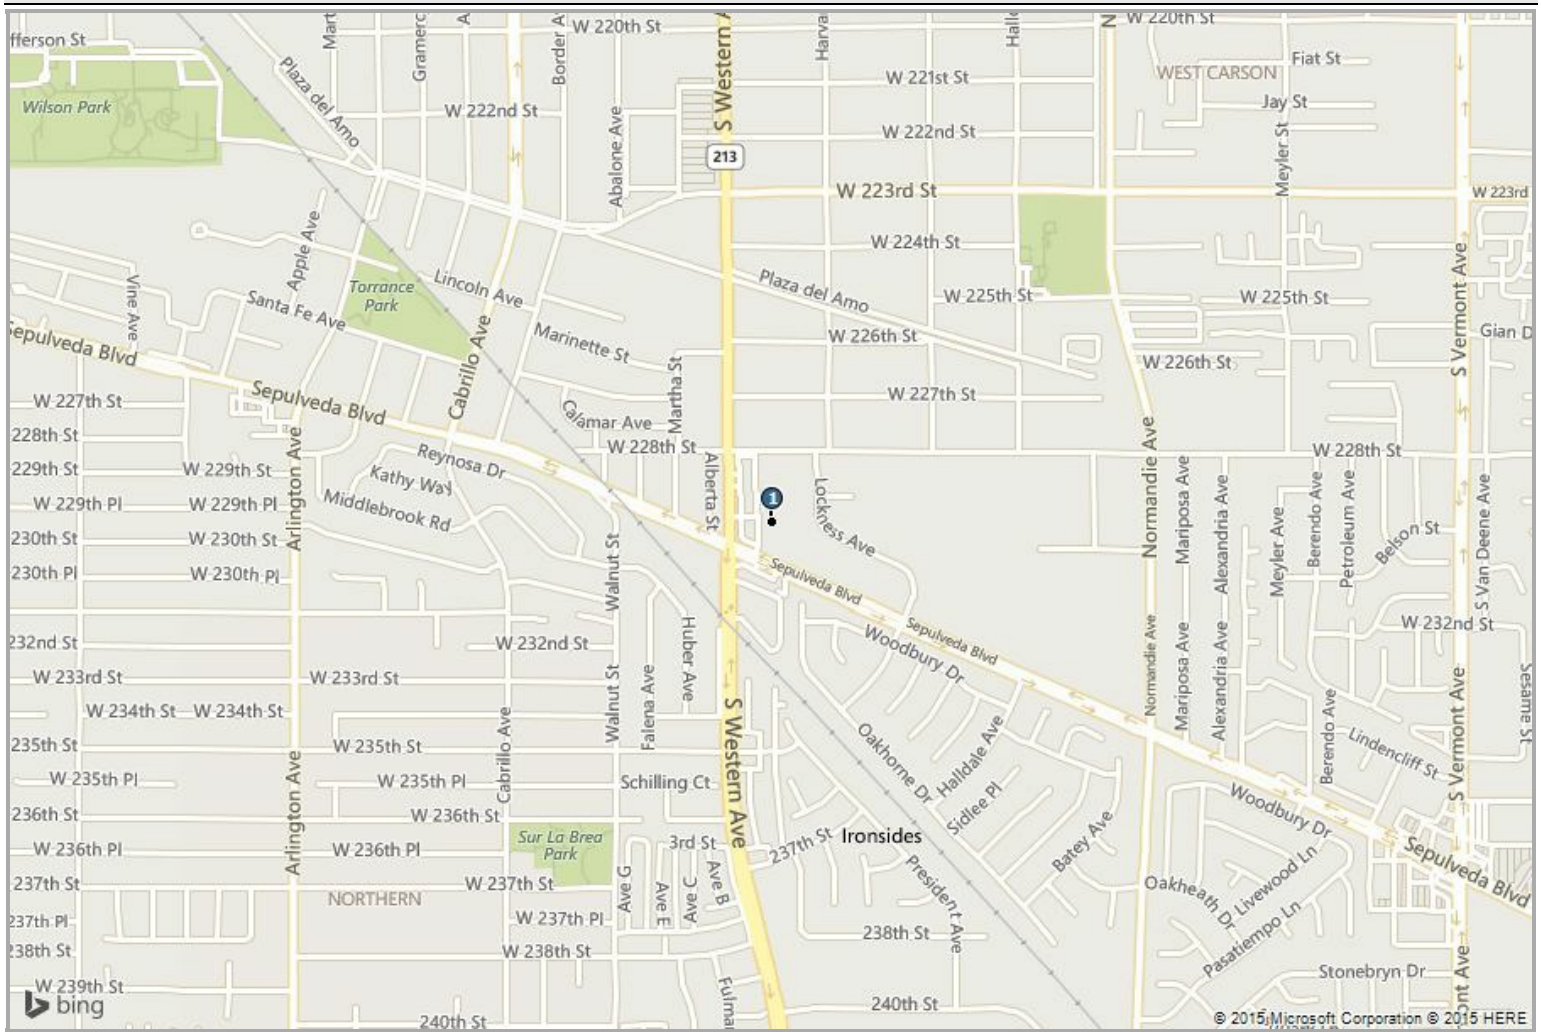 W 220th St
W 220th St
fferson St
Mart
Gramerc
A
Border A
S Western A
Harva
Hallo
N
Fiat St
WEST CARSON
W 221st St
Plaza del Amo
Wilson Park
W 222nd St
Jay St
W 222nd St
Abalone Ave
Meyler St
213
W 223rd St
W 223rd
Apple Ave
W 224th St
S Vermont Ave
Vine Ave
Lincoln Ave
Torrance
Park
Santa Fe Ave
Plaza del Amo
W 225th St
W 225th St
Sepulveda Blvd
Marinette St
W 226th St
Gian D
W 226th St
Cabrillo Ave
Martha St
Sepulveda Blvd
W 227th St
W 227th St
Calamar Ave
228th St
W 228th St
W 228th St
Reynosa Dr
Arlington Ave
Alberta St
Normandie Ave
229th St
W 229th St
Kathy Way
Lockness Ave
Mariposa Ave
Alexandria Ave
Berendo Ave
Petroleum Ave
S Van Deene Ave
1
W 229th Pl
W 229th Pl
Middlebrook Rd
Meyler Ave
Belson St
230th St
W 230th St
230th Pl
W 230th Pl
Walnut St
Sepulveda Blvd
Sepulveda Blvd
Woodbury Dr
W 232nd St
232nd St
W 232nd St
Huber Ave
Normandie Ave
Mariposa Ave
Alexandria Ave
W 233rd St
W 233rd St
Walnut St
Falena Ave
S Western Ave
Berendo Ave
S Vermont Ave
Sesame St
W 234th St
W 234th St
Cabrillo Ave
235th St
W 235th St
Oakhorne Dr
Halldale Ave
Lindencliff St
Arlington Ave
W 235th Pl
W 235th Pl
Schilling Ct
Sidlee Pl
Woodbury Dr
236th St
W 236th St
Sur La Brea
Park
3rd St
237th St
Ironsides
Batey Ave
Sepulveda Blvd
W 236th Pl
W 236th Pl
237th St
W 237th St
Ave G
Ave E
Ave C
Ave B
President Ave
Oakheath Dr
Livewood Ln
NORTHERN
237th Pl
W 237th Pl
Pasatiempo Ln
238th St
238th St
W 238th St
Stonebryn Dr
W 239th St
Fulma
ont Ave
bing
240th St
240th St
© 2015 Microsoft Corporation © 2015 HERE